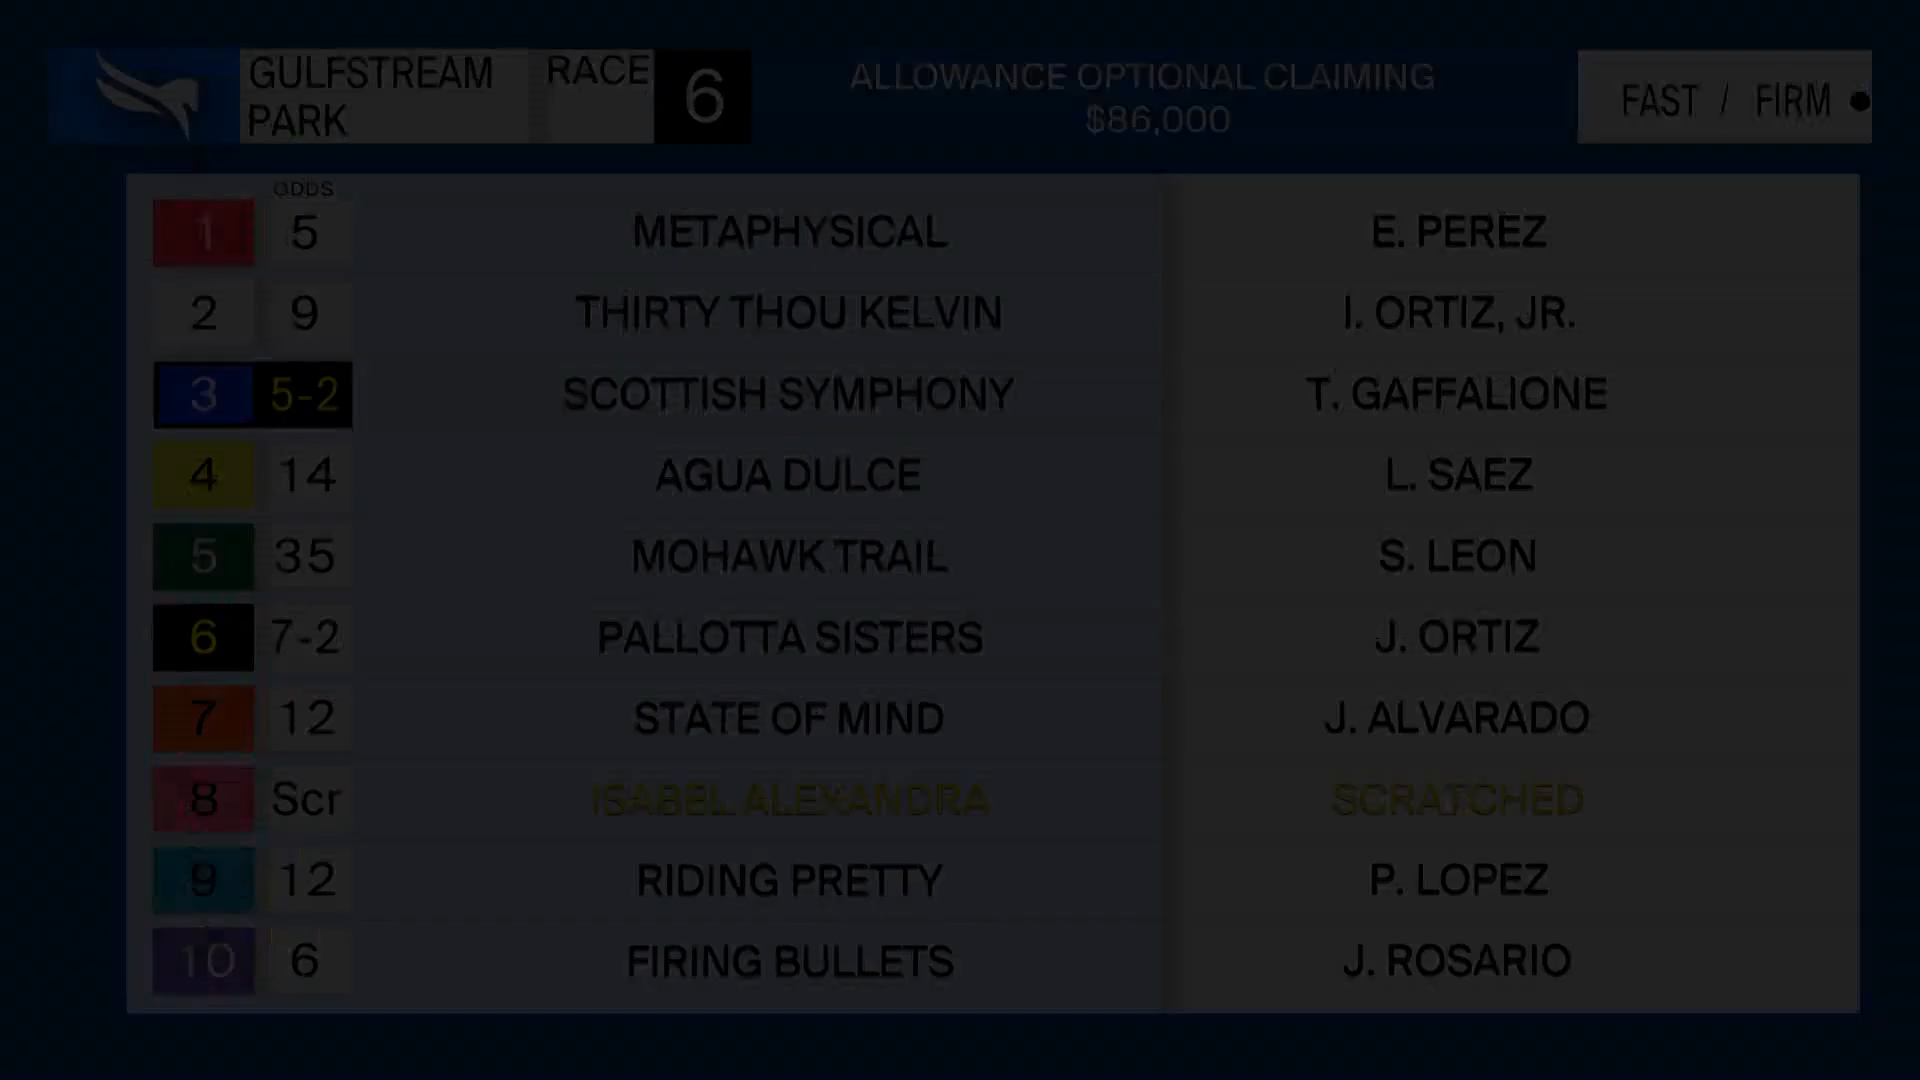 GULFSTREAM PARK RACE 6
ALLOWANCE OPTIONAL CLAIMING
$86,000
FAST / FIRM
ODDS
1 5 METAPHYSICAL E. PEREZ
2 9 THIRTY THOU KELVIN I. ORTIZ, JR.
3 5-2 SCOTTISH SYMPHONY T. GAFFALIONE
4 14 AGUA DULCE L. SAEZ
5 35 MOHAWK TRAIL S. LEON
6 7-2 PALLOTTA SISTERS J. ORTIZ
7 12 STATE OF MIND J. ALVARADO
8 Scr ISABEL ALEXANDRA SCRATCHED
9 12 RIDING PRETTY P. LOPEZ
10 6 FIRING BULLETS J. ROSARIO